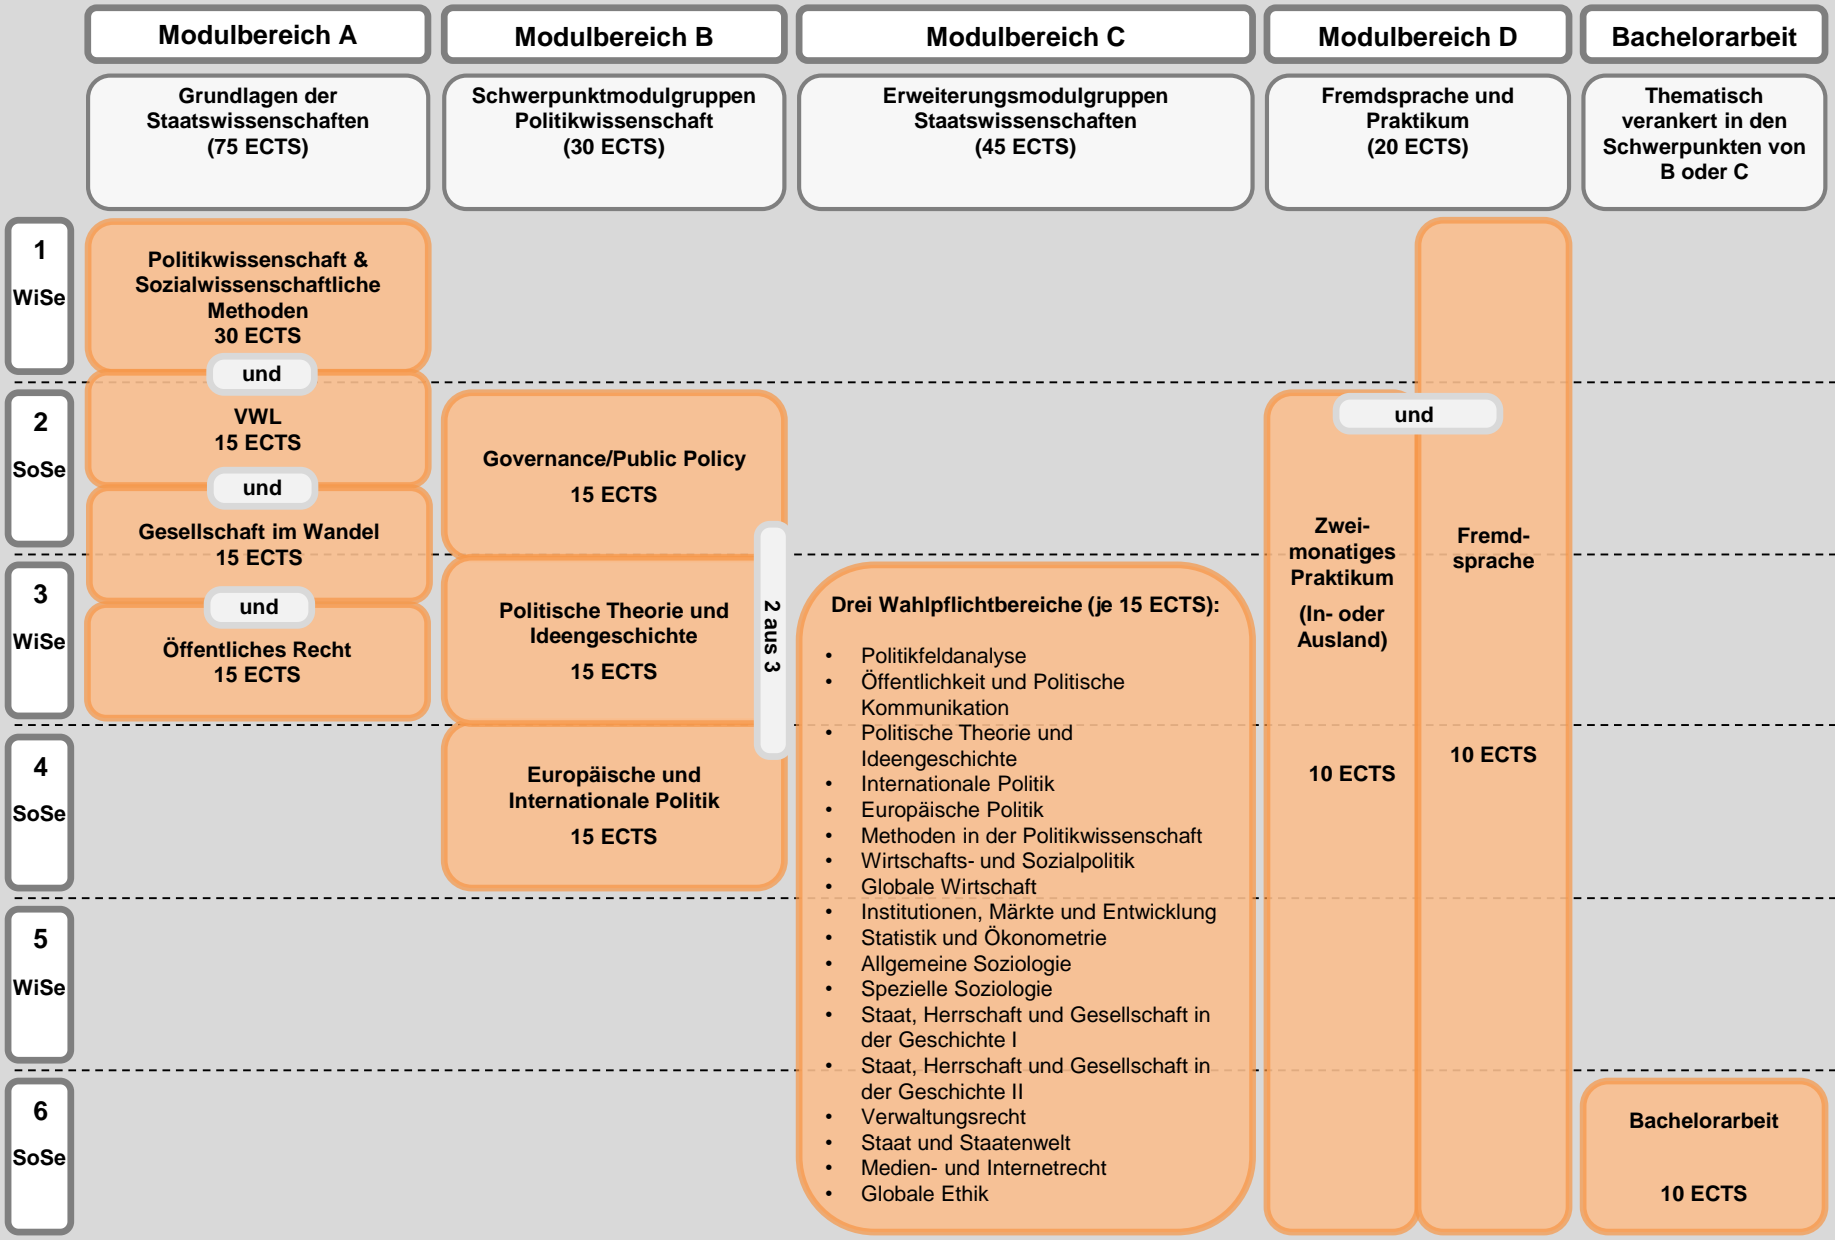 Modulbereich A
Modulbereich B
Modulbereich C
Modulbereich D
Bachelorarbeit
Grundlagen der
Staatswissenschaften
(75 ECTS)
Schwerpunktmodulgruppen
Politikwissenschaft
(30 ECTS)
Erweiterungsmodulgruppen
Staatswissenschaften
(45 ECTS)
Fremdsprache und
Praktikum
(20 ECTS)
Thematisch
verankert in den
Schwerpunkten von
B oder C
1
WiSe
2
SoSe
3
WiSe
4
SoSe
5
WiSe
6
SoSe
Politikwissenschaft &
Sozialwissenschaftliche
Methoden
30 ECTS
und
VWL
15 ECTS
und
Gesellschaft im Wandel
15 ECTS
und
Öffentliches Recht
15 ECTS
Governance/Public Policy
15 ECTS
Politische Theorie und
Ideengeschichte
15 ECTS
2 aus 3
Europäische und
Internationale Politik
15 ECTS
Drei Wahlpflichtbereiche (je 15 ECTS):
• Politikfeldanalyse
• Öffentlichkeit und Politische
Kommunikation
• Politische Theorie und
Ideengeschichte
• Internationale Politik
• Europäische Politik
• Methoden in der Politikwissenschaft
• Wirtschafts- und Sozialpolitik
• Globale Wirtschaft
• Institutionen, Märkte und Entwicklung
• Statistik und Ökonometrie
• Allgemeine Soziologie
• Spezielle Soziologie
• Staat, Herrschaft und Gesellschaft in
der Geschichte I
• Staat, Herrschaft und Gesellschaft in
der Geschichte II
• Verwaltungsrecht
• Staat und Staatenwelt
• Medien- und Internetrecht
• Globale Ethik
und
Zwei-
monatiges
Praktikum
(In- oder
Ausland)
10 ECTS
Fremd-
sprache
10 ECTS
Bachelorarbeit
10 ECTS